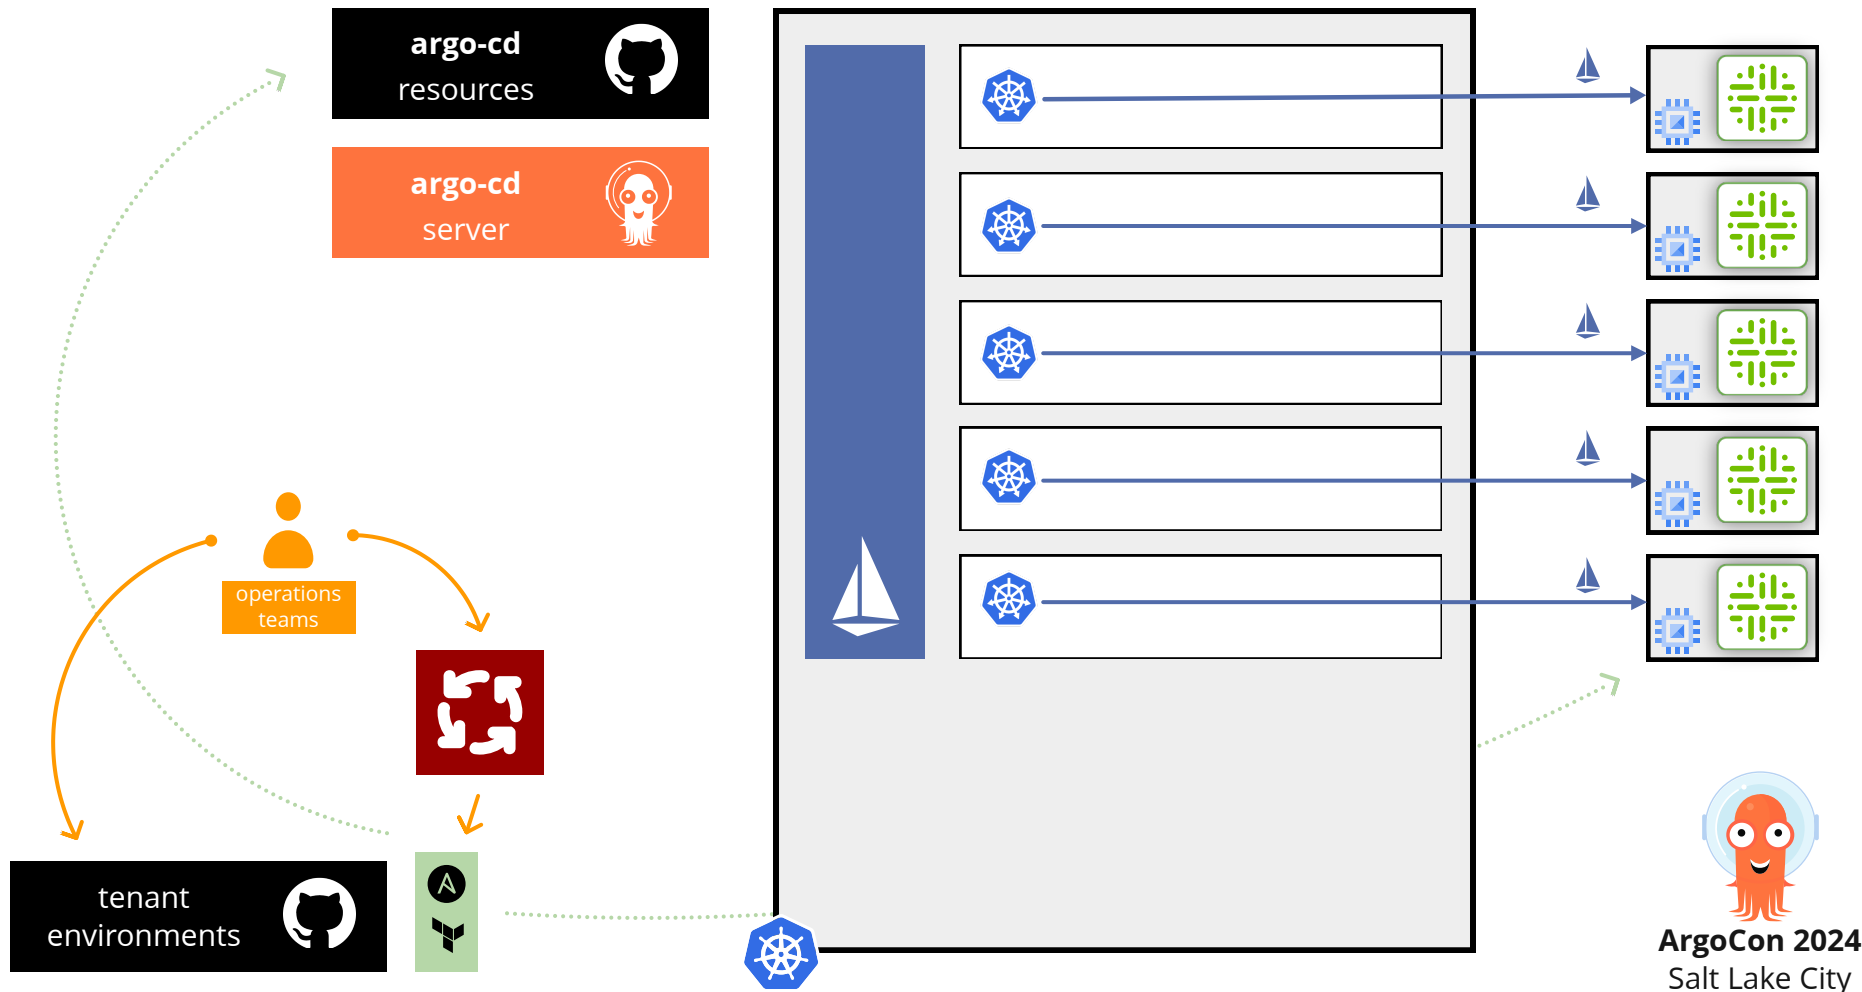 argo-cd
resources
argo-cd
server
operations
teams
tenant
environments
ArgoCon 2024
Salt Lake City